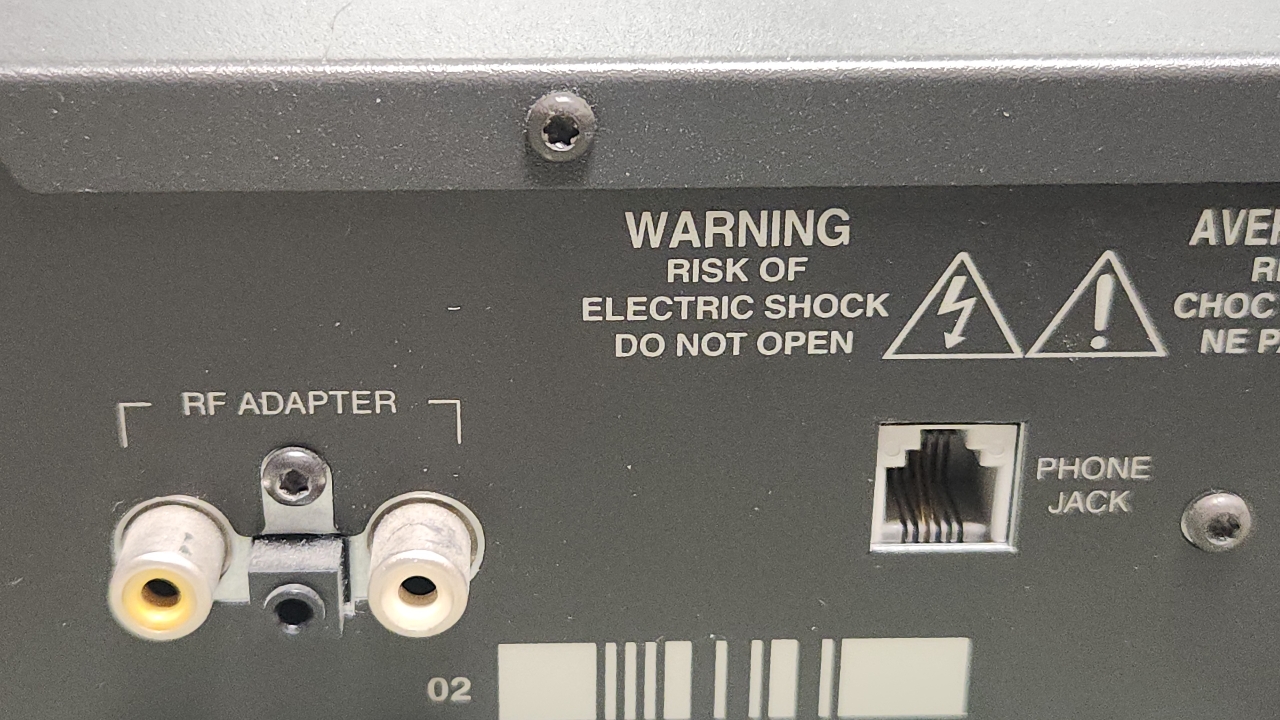 WARNING
RISK OF
ELECTRIC SHOCK
DO NOT OPEN
RF ADAPTER
PHONE
JACK
02